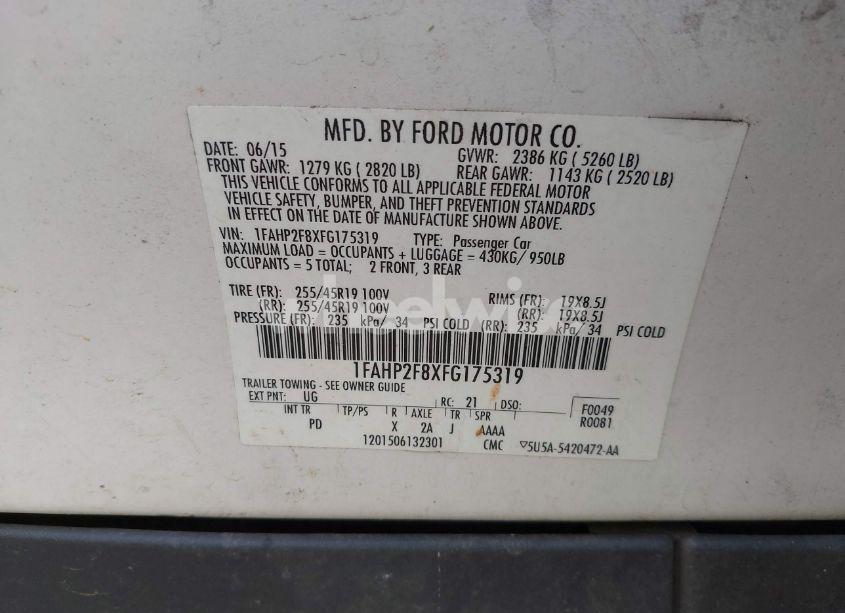 MFD. BY FORD MOTOR CO.
DATE: 06/15 GVWR: 2386 KG ( 5260 LB)
FRONT GAWR: 1279 KG ( 2820 LB) REAR GAWR: 1143 KG ( 2520 LB)
THIS VEHICLE CONFORMS TO ALL APPLICABLE FEDERAL MOTOR
VEHICLE SAFETY, BUMPER, AND THEFT PREVENTION STANDARDS
IN EFFECT ON THE DATE OF MANUFACTURE SHOWN ABOVE.
VIN: 1FAHP2F8XFG175319 TYPE: Passenger Car
MAXIMUM LOAD = OCCUPANTS + LUGGAGE = 430KG/ 950LB
OCCUPANTS = 5 TOTAL; 2 FRONT, 3 REAR
TIRE (FR): 255/45R19 100V RIMS (FR): 19X8.5J
(RR): 255/45R19 100V (RR): 19X8.5J
PRESSURE (FR): 235 kPa/ 34 PSI COLD (RR): 235 kPa/ 34 PSI COLD
1FAHP2F8XFG175319
TRAILER TOWING - SEE OWNER GUIDE
EXT PNT: UG RC: 21 DSO: F0049
INT TR TP/PS R AXLE TR SPR R0081
PD X 2A J AAAA
1201506132301 CMC ▽5U5A-5420472-AA